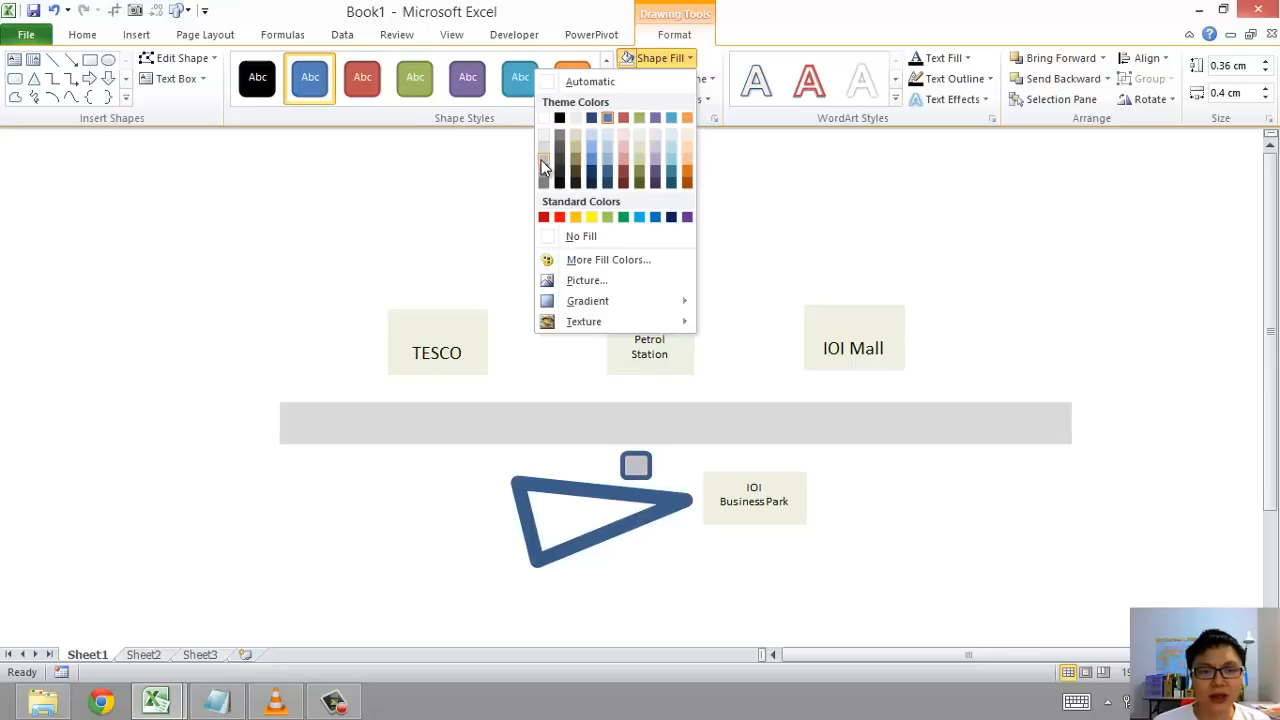 Book1 - Microsoft Excel
Drawing Tools
File
Home
Insert
Page Layout
Formulas
Data
Review
View
Developer
PowerPivot
Format
Edit Shape
Text Box
Insert Shapes
Abc
Abc
Abc
Abc
Abc
Abc
Shape Styles
Shape Fill
Automatic
Theme Colors
Standard Colors
No Fill
More Fill Colors...
Picture...
Gradient
Texture
A
A
A
WordArt Styles
Text Fill
Text Outline
Text Effects
Bring Forward
Send Backward
Selection Pane
Align
Group
Rotate
Arrange
0.36 cm
0.4 cm
Size
TESCO
Petrol
Station
IOI Mall
IOI
Business Park
Sheet1
Sheet2
Sheet3
Ready